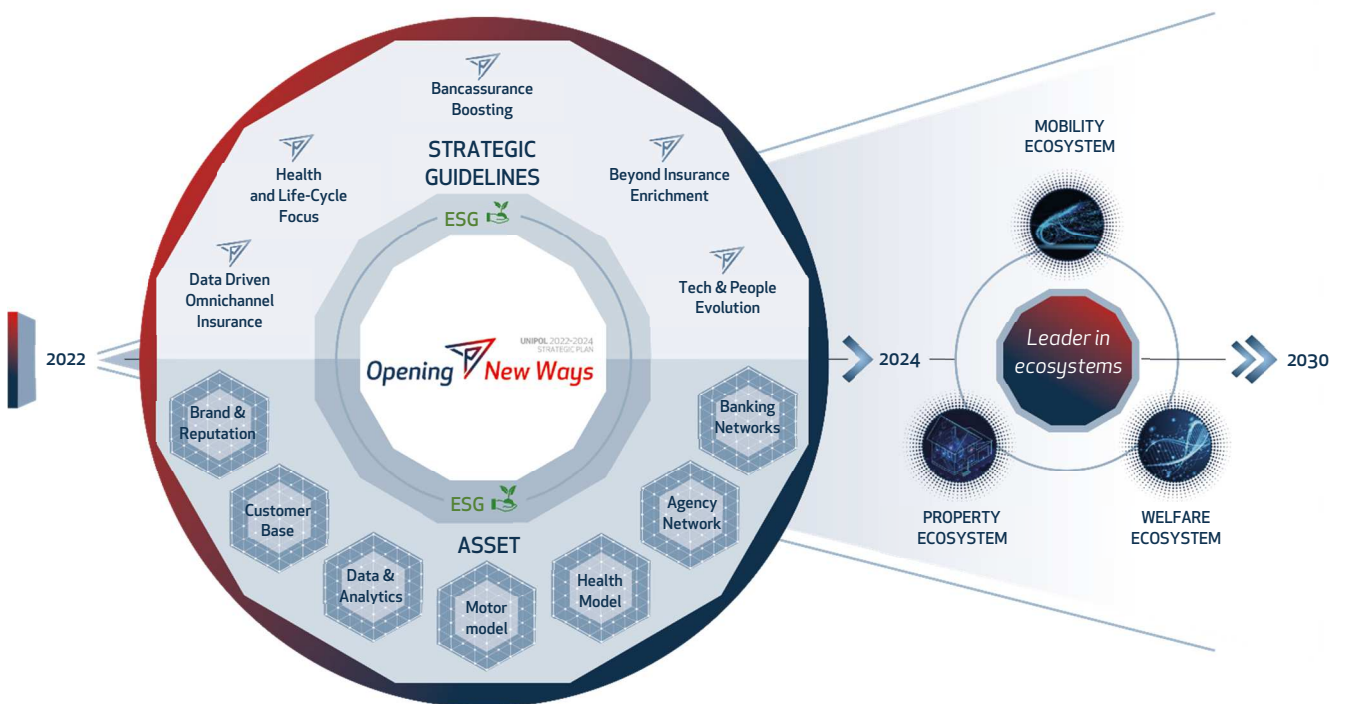 Bancassurance
Boosting
STRATEGIC
GUIDELINES
Health
and Life-Cycle
Focus
Beyond Insurance
Enrichment
ESG
Data Driven
Omnichannel
Insurance
Tech & People
Evolution
UNIPOL 2022-2024
STRATEGIC PLAN
Opening New Ways
2022
2024
2030
MOBILITY
ECOSYSTEM
Leader in
ecosystems
PROPERTY
ECOSYSTEM
WELFARE
ECOSYSTEM
Brand &
Reputation
Customer
Base
Data &
Analytics
Motor
model
Health
Model
Agency
Network
Banking
Networks
ESG
ASSET